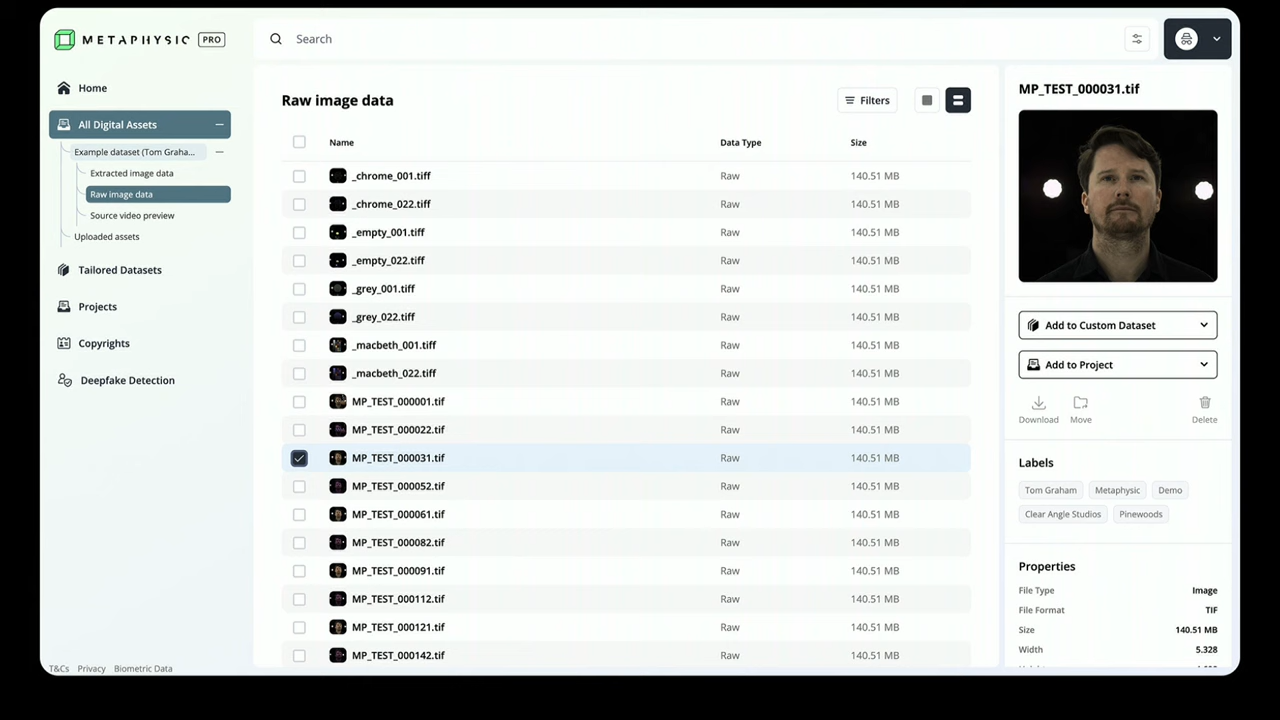 METAPHYSIC PRO
Search
Home
All Digital Assets
Example dataset (Tom Graha...
Extracted image data
Raw image data
Source video preview
Uploaded assets
Tailored Datasets
Projects
Copyrights
Deepfake Detection
T&Cs Privacy Biometric Data
Raw image data
Filters
Name Data Type Size
_chrome_001.tiff Raw 140.51 MB
_chrome_022.tiff Raw 140.51 MB
_empty_001.tiff Raw 140.51 MB
_empty_022.tiff Raw 140.51 MB
_grey_001.tiff Raw 140.51 MB
_grey_022.tiff Raw 140.51 MB
_macbeth_001.tiff Raw 140.51 MB
_macbeth_022.tiff Raw 140.51 MB
MP_TEST_000001.tif Raw 140.51 MB
MP_TEST_000022.tif Raw 140.51 MB
MP_TEST_000031.tif Raw 140.51 MB
MP_TEST_000052.tif Raw 140.51 MB
MP_TEST_000061.tif Raw 140.51 MB
MP_TEST_000082.tif Raw 140.51 MB
MP_TEST_000091.tif Raw 140.51 MB
MP_TEST_000112.tif Raw 140.51 MB
MP_TEST_000121.tif Raw 140.51 MB
MP_TEST_000142.tif Raw 140.51 MB
MP_TEST_000031.tif
Add to Custom Dataset
Add to Project
Download Move Delete
Labels
Tom Graham Metaphysic Demo
Clear Angle Studios Pinewoods
Properties
File Type Image
File Format TIF
Size 140.51 MB
Width 5.328